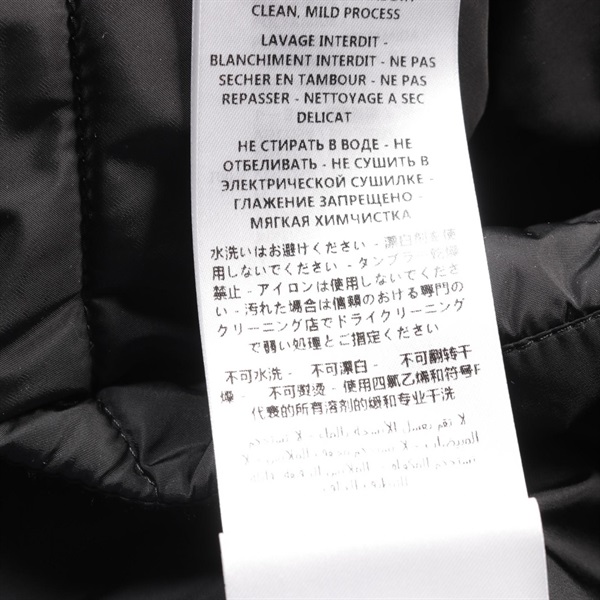 CLEAN, MILD PROCESS
LAVAGE INTERDIT -
BLANCHIMENT INTERDIT - NE PAS
SECHER EN TAMBOUR - NE PAS
REPASSER - NETTOYAGE A SEC
DELICAT
НЕ СТИРАТЬ В ВОДЕ - НЕ
ОТБЕЛИВАТЬ - НЕ СУШИТЬ В
ЭЛЕКТРИЧЕСКОЙ СУШИЛКЕ -
ГЛАЖЕНИЕ ЗАПРЕЩЕНО -
МЯГКАЯ ХИМЧИСТКА
水洗いはお避けください - 漂白剤を使
用しないでください - タンブラー乾燥
禁止 - アイロンは使用しないでくださ
い - 汚れた場合は信頼のおける専門の
クリーニング店でドライクリーニング
で弱い処理とご指定ください
不可水洗 - 不可漂白 - 不可翻转干
燥 - 不可熨烫 - 使用四氯乙烯和符号F
代表的所有溶剂的缓和专业干洗